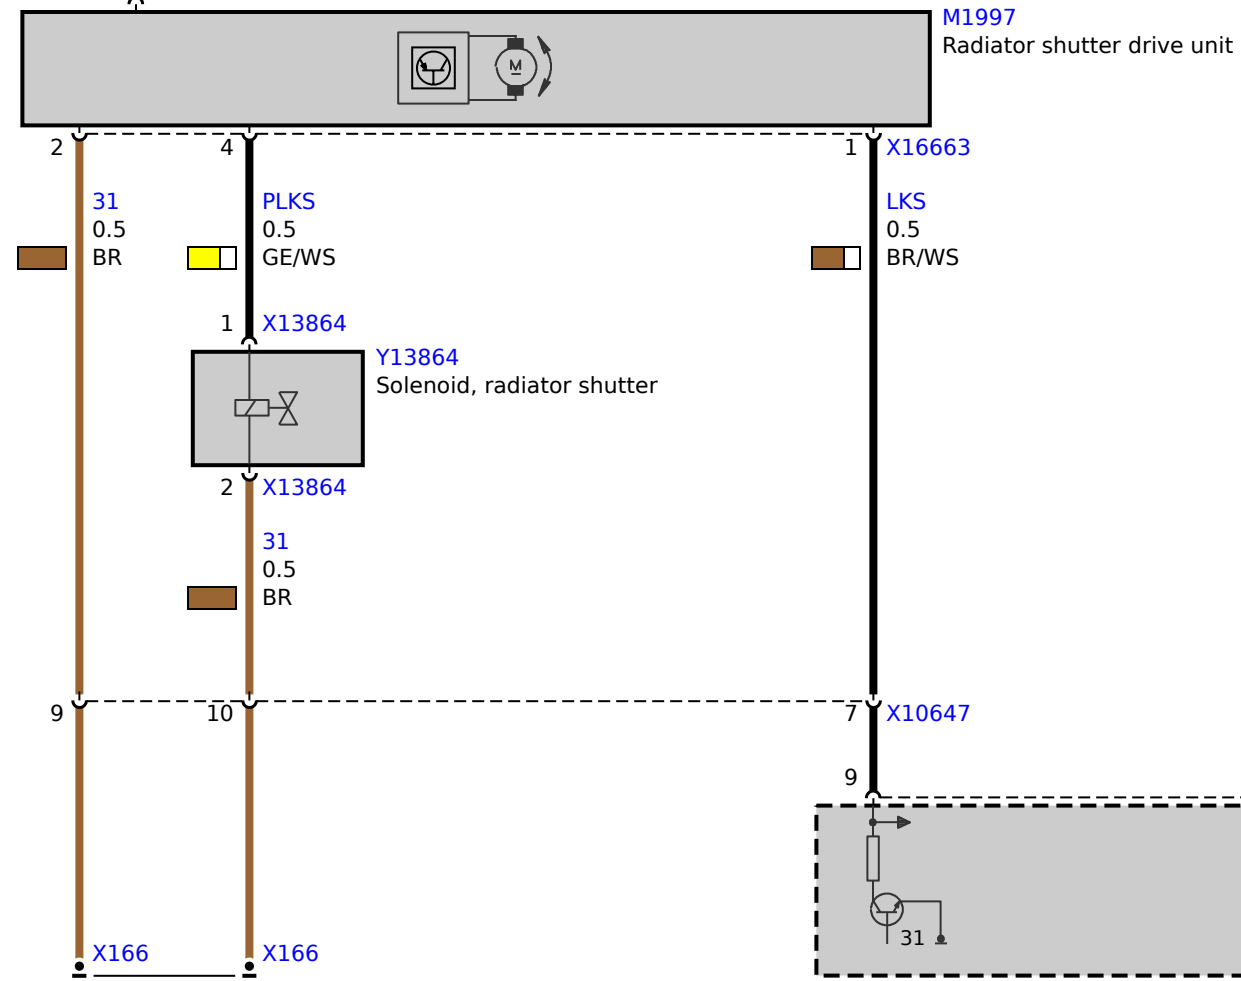 M1997
Radiator shutter drive unit
M
2
4
1
X16663
31
0.5
BR
PLKS
0.5
GE/WS
LKS
0.5
BR/WS
1
X13864
Y13864
Solenoid, radiator shutter
2
X13864
31
0.5
BR
9
10
7
X10647
9
31
X166
X166